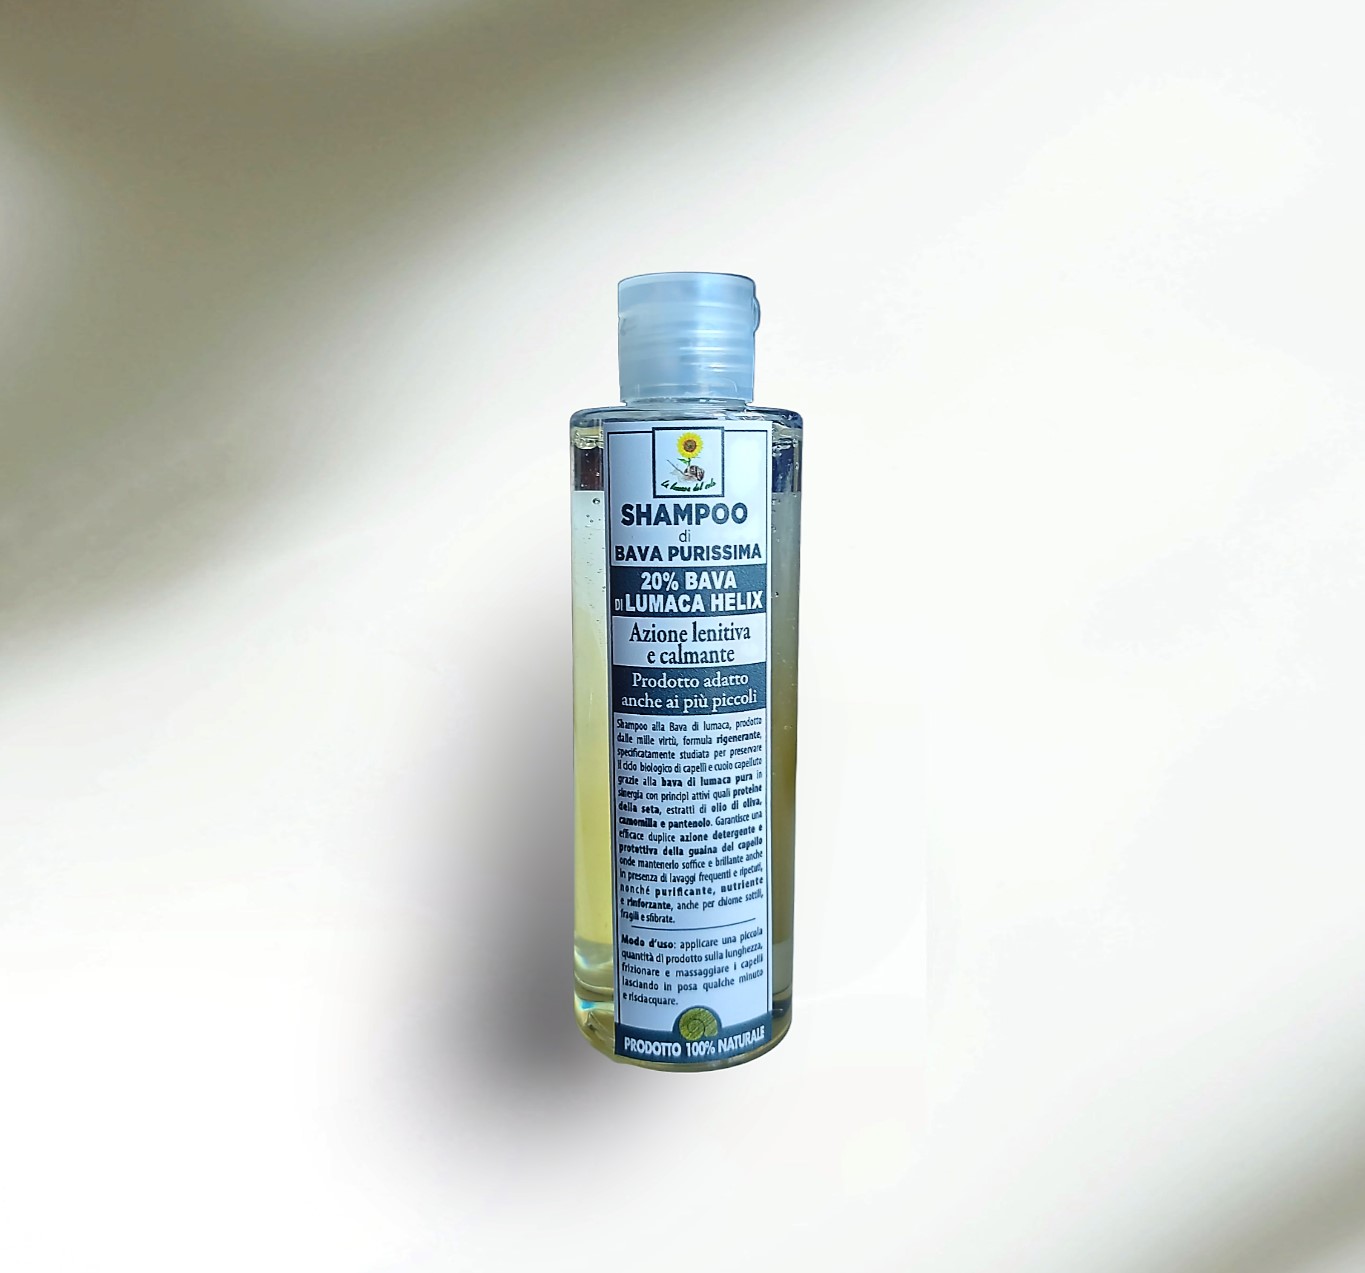 La lumaca del sole
SHAMPOO
di
BAVA PURISSIMA
20% BAVA
DI LUMACA HELIX
Azione lenitiva
e calmante
Prodotto adatto
anche ai più piccoli
Shampoo alla Bava di lumaca, prodotto
dalle mille virtù, formula rigenerante,
specificatamente studiata per preservare
il ciclo biologico di capelli e cuoio capelluto
grazie alla bava di lumaca pura in
sinergia con principi attivi quali proteine
della seta, estratti di olio di oliva,
camomilla e pantenolo. Garantisce una
efficace duplice azione detergente e
protettiva della guaina del capello
onde mantenerlo soffice e brillante anche
in presenza di lavaggi frequenti e ripetuti,
nonché purificante, nutriente
e rinforzante, anche per chiome sottili,
fragili e sfibrate.
Modo d'uso: applicare una piccola
quantità di prodotto sulla lunghezza,
frizionare e massaggiare i capelli
lasciando in posa qualche minuto
e risciacquare.
PRODOTTO 100% NATURALE